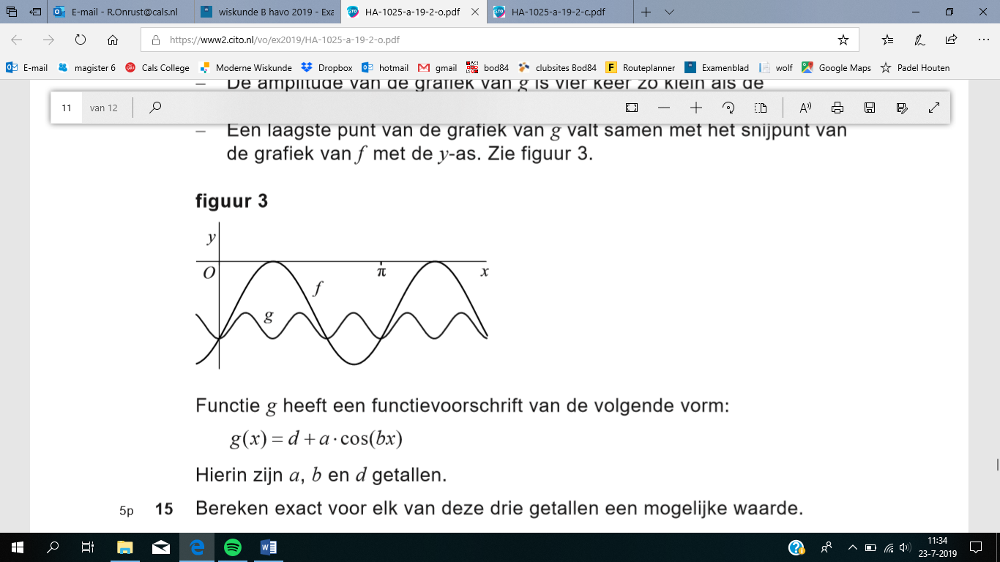 E-mail - R.Onrust@cals.nl
wiskunde B havo 2019 - Exa
HA-1025-a-19-2-o.pdf
HA-1025-a-19-2-c.pdf
https://www2.cito.nl/vo/ex2019/HA-1025-a-19-2-o.pdf
E-mail magister 6 Cals College Moderne Wiskunde Dropbox hotmail gmail bod84 clubsites Bod84 Routeplanner Examenblad wolf Google Maps Padel Houten
– De amplitude van de grafiek van g is vier keer zo klein als de
11 van 12
– Een laagste punt van de grafiek van g valt samen met het snijpunt van
de grafiek van f met de y-as. Zie figuur 3.
figuur 3
y
O
π
x
f
g
Functie g heeft een functievoorschrift van de volgende vorm:
g(x) = d + a · cos(bx)
Hierin zijn a, b en d getallen.
5p 15 Bereken exact voor elk van deze drie getallen een mogelijke waarde.
11:34
23-7-2019